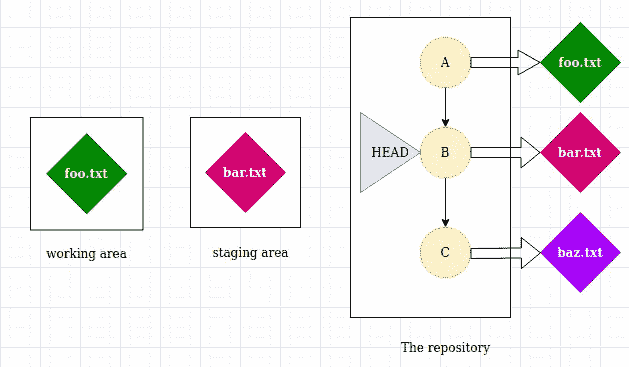 A
foo.txt
HEAD
B
bar.txt
foo.txt
bar.txt
working area
staging area
C
baz.txt
The repository